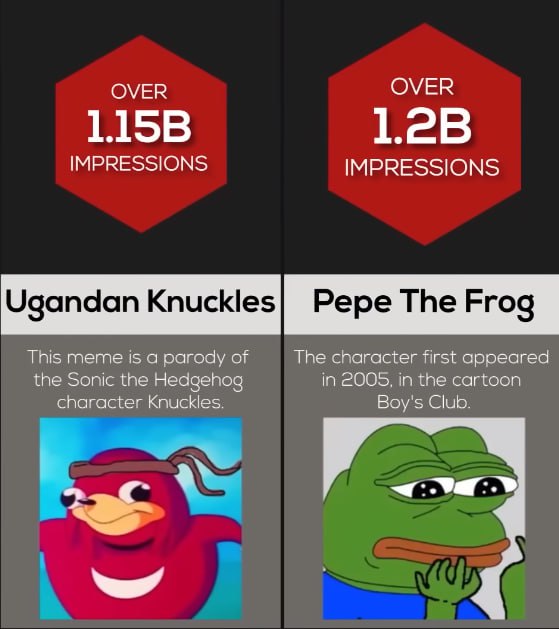 OVER
1.15B
IMPRESSIONS
Ugandan Knuckles
This meme is a parody of
the Sonic the Hedgehog
character Knuckles.
OVER
1.2B
IMPRESSIONS
Pepe The Frog
The character first appeared
in 2005, in the cartoon
Boy's Club.